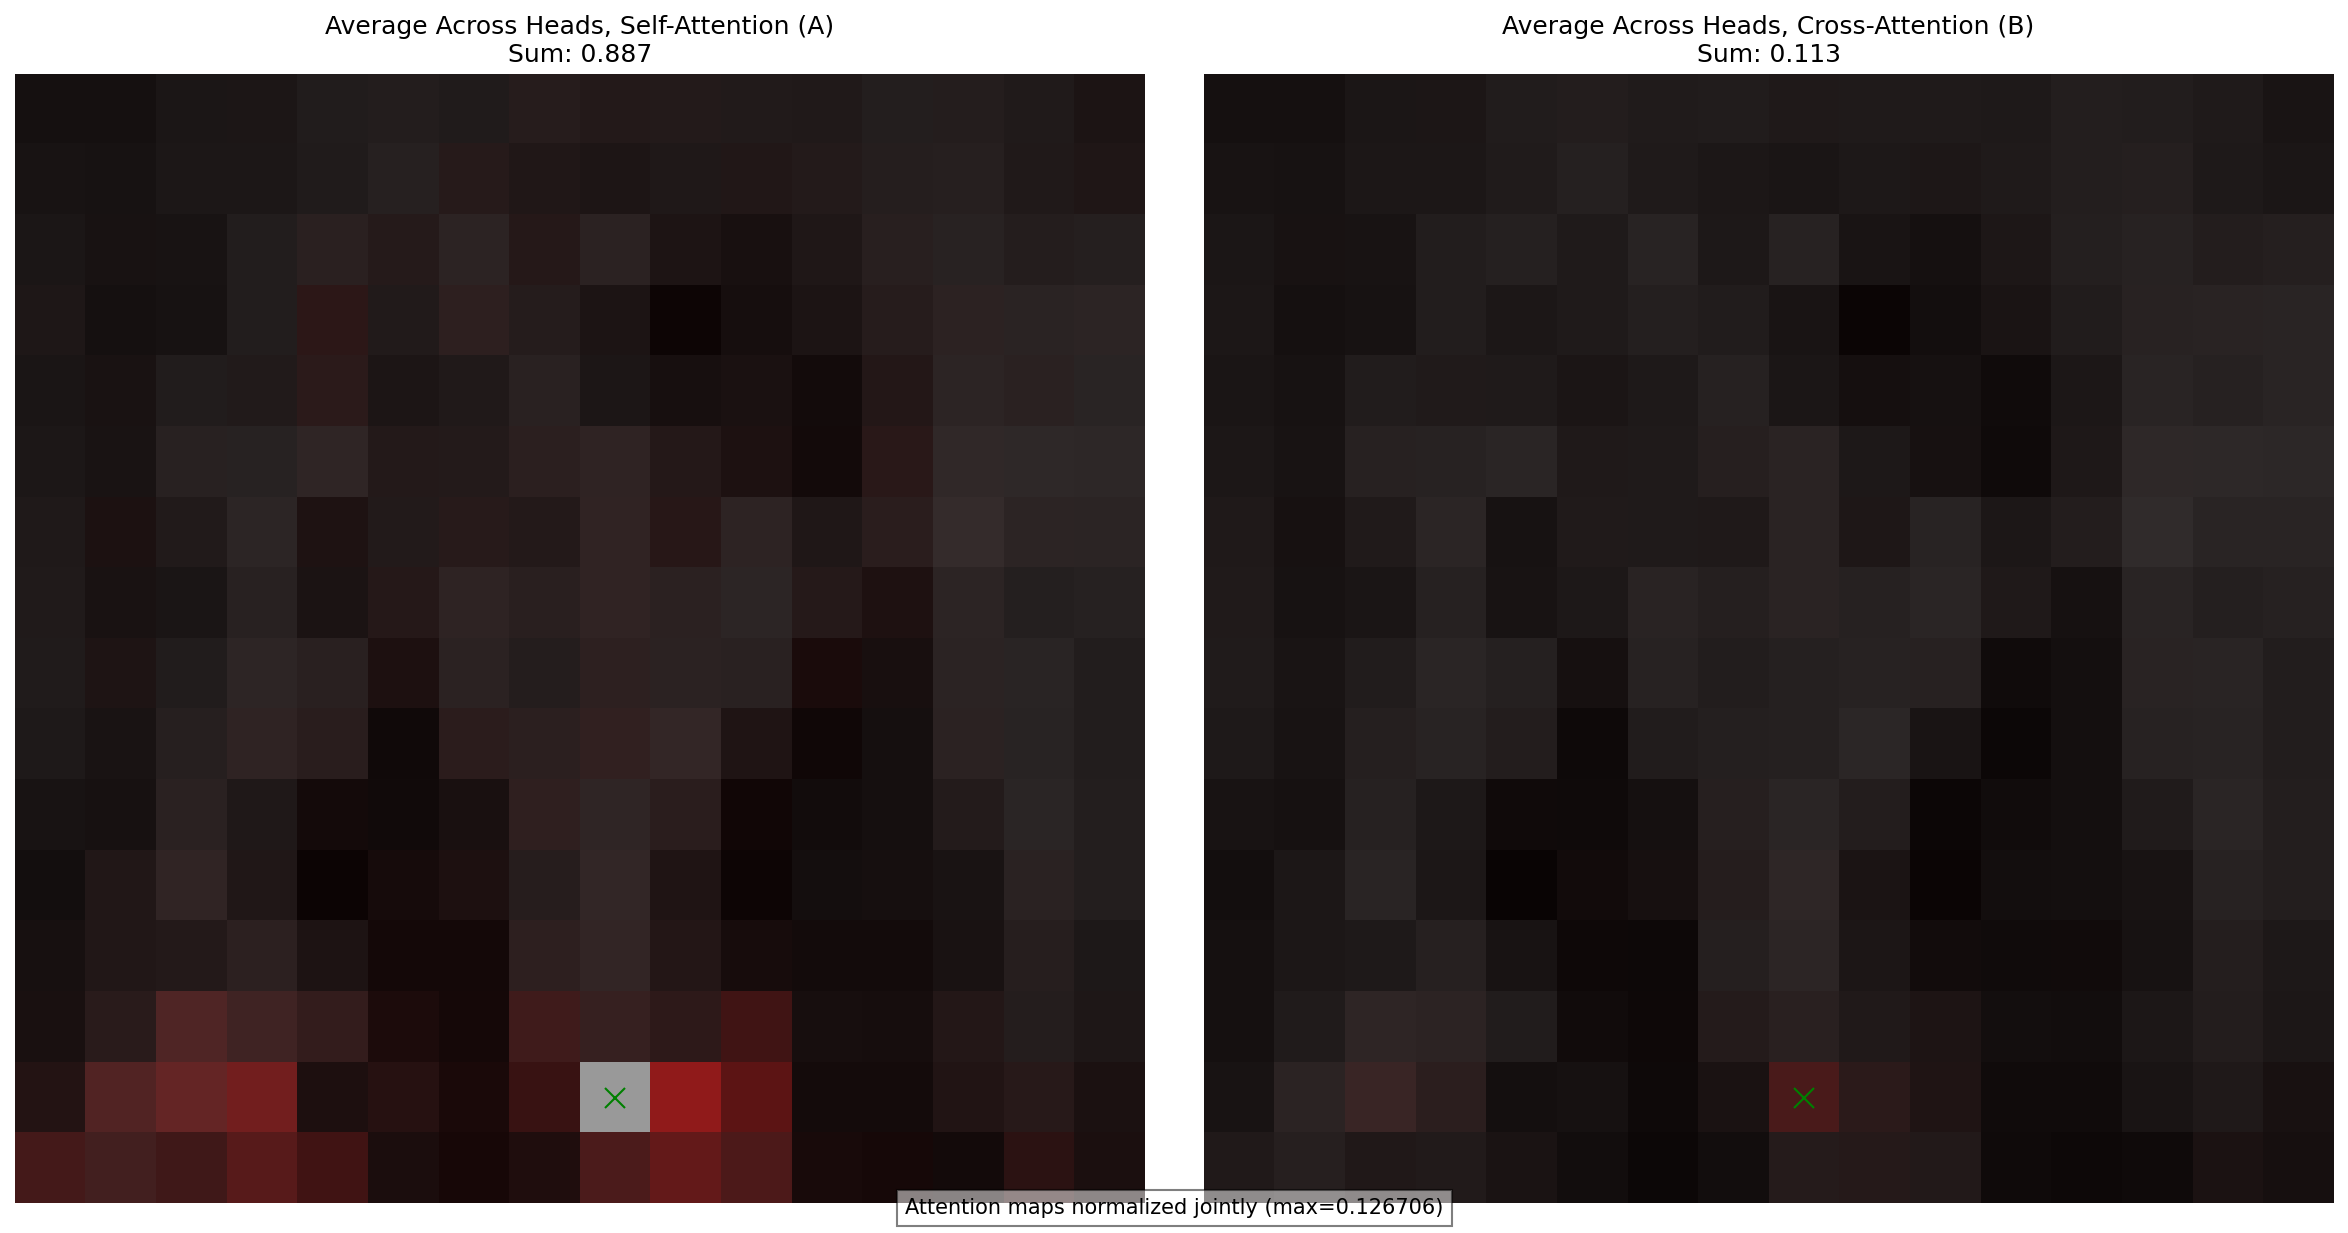 Average Across Heads, Self-Attention (A)
Sum: 0.887
Average Across Heads, Cross-Attention (B)
Sum: 0.113
Attention maps normalized jointly (max=0.126706)